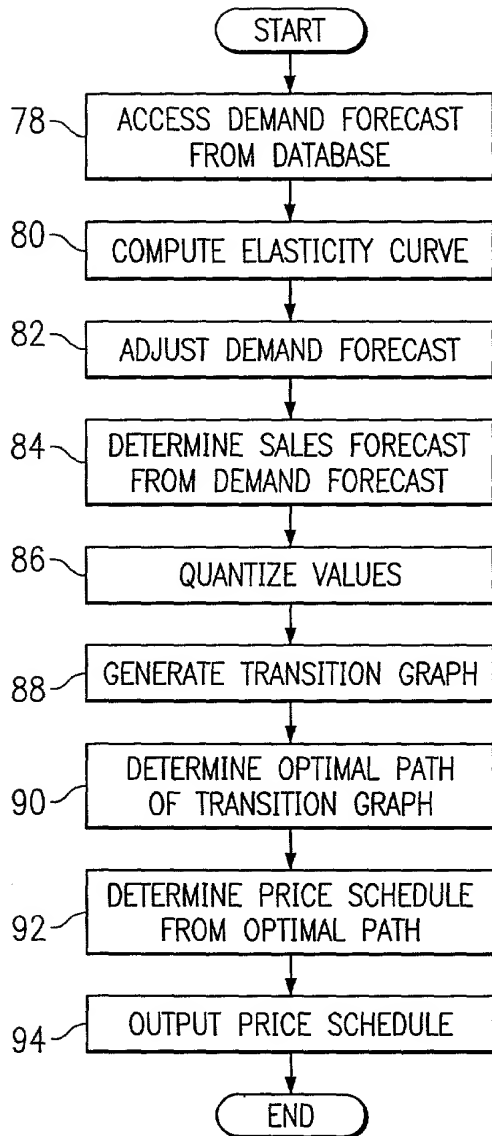 START
78
ACCESS DEMAND FORECAST
FROM DATABASE
80
COMPUTE ELASTICITY CURVE
82
ADJUST DEMAND FORECAST
84
DETERMINE SALES FORECAST
FROM DEMAND FORECAST
86
QUANTIZE VALUES
88
GENERATE TRANSITION GRAPH
90
DETERMINE OPTIMAL PATH
OF TRANSITION GRAPH
92
DETERMINE PRICE SCHEDULE
FROM OPTIMAL PATH
94
OUTPUT PRICE SCHEDULE
END